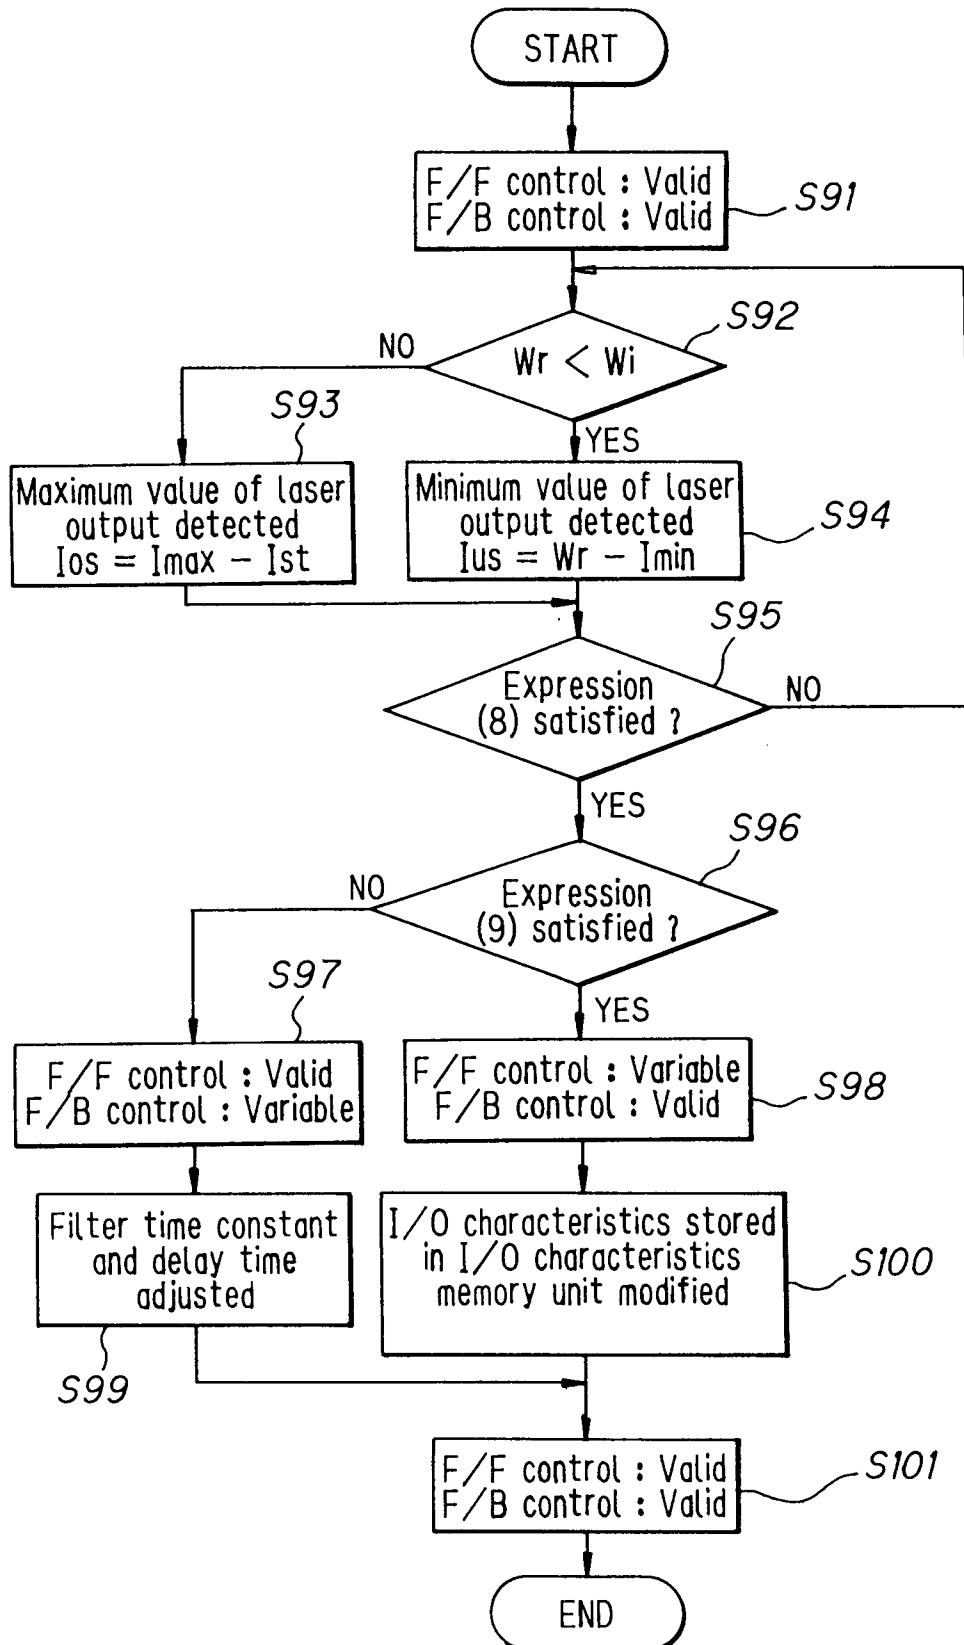 START
F/F control : Valid
F/B control : Valid
S91
S92
Wr < Wi
NO
YES
S93
Maximum value of laser
output detected
Ios = Imax - Ist
Minimum value of laser
output detected
Ius = Wr - Imin
S94
S95
Expression
(8) satisfied ?
NO
YES
S96
Expression
(9) satisfied ?
NO
YES
S97
F/F control : Valid
F/B control : Variable
F/F control : Variable
F/B control : Valid
S98
Filter time constant
and delay time
adjusted
S99
I/O characteristics stored
in I/O characteristics
memory unit modified
S100
F/F control : Valid
F/B control : Valid
S101
END